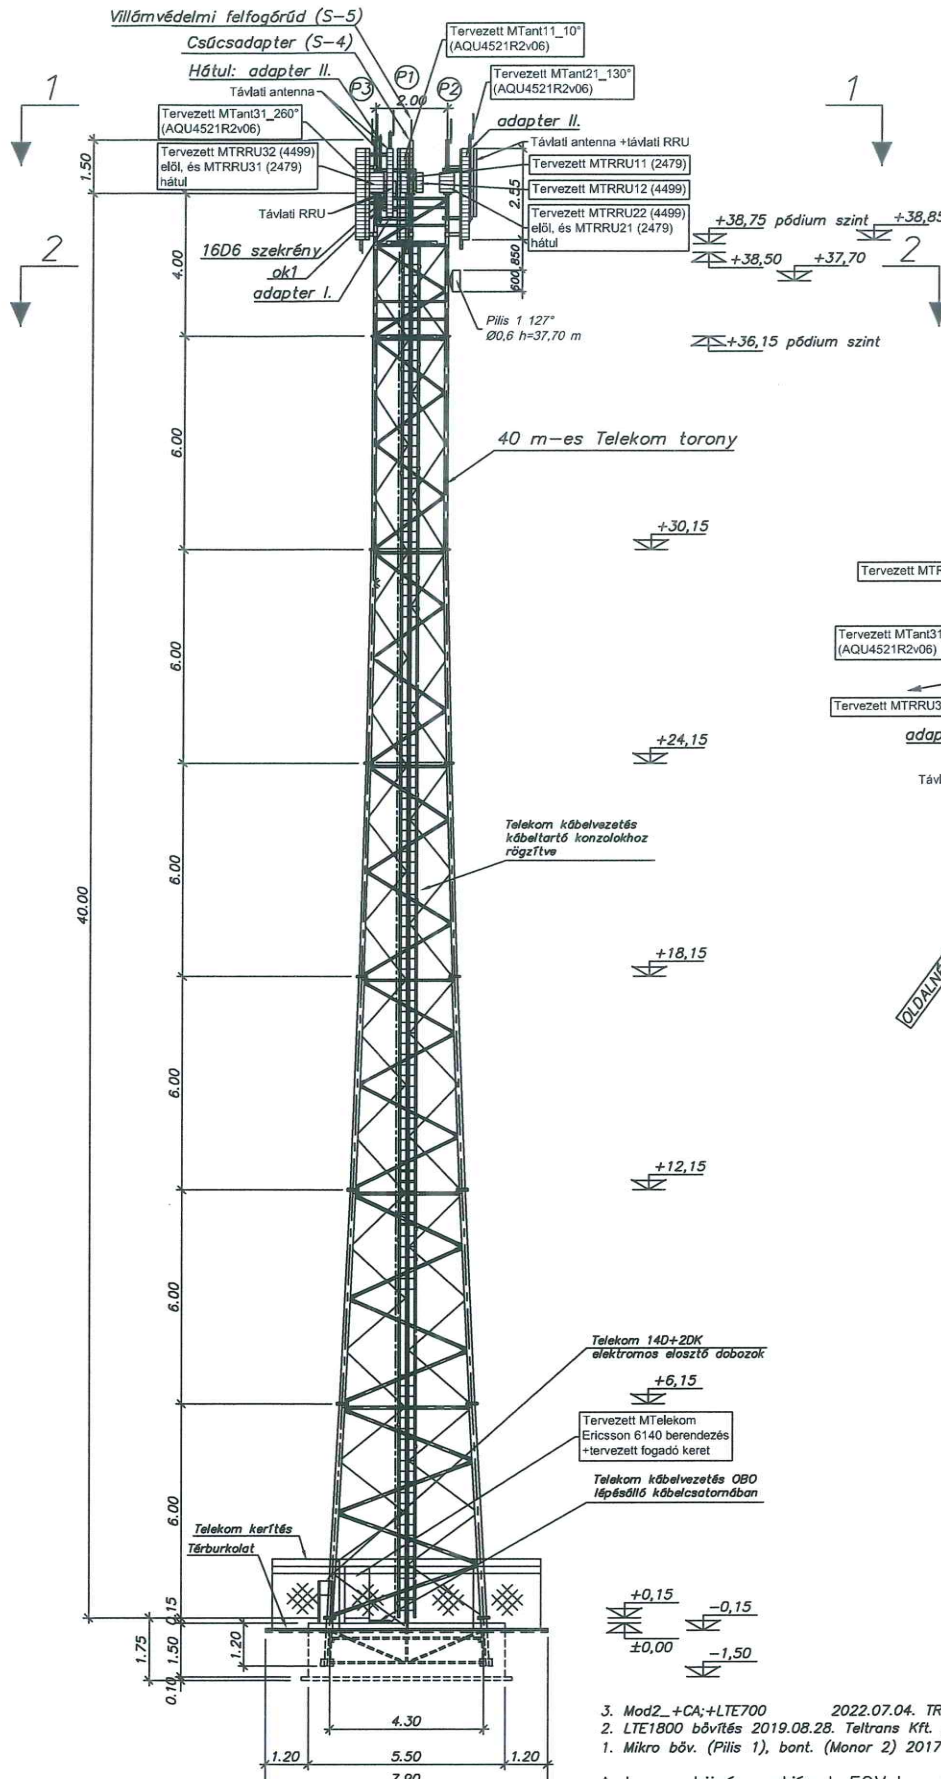 Villámvédelmi felfogórúd (S-5)
Csúcsadapter (S-4)
Hátul: adapter II.
Távlati antenna
Tervezett MTant11_10°
(AQU4521R2v06)
P3
P1
P2
2.00
Tervezett MTant21_130°
(AQU4521R2v06)
1
1
Tervezett MTant31_260°
(AQU4521R2v06)
adapter II.
Távlati antenna +távlati RRU
Tervezett MTRRU32 (4499)
elől, és MTRRU31 (2479)
hátul
Tervezett MTRRU11 (2479)
Tervezett MTRRU12 (4499)
Tervezett MTRRU22 (4499)
elől, és MTRRU21 (2479)
hátul
1.50
2.55
Távlati RRU
16D6 szekrény
ok1
adapter I.
850
600
2
2
+38,75 pódium szint
+38,85
+38,50
+37,70
Pilis 1 127°
Ø0,6 h=37,70 m
+36,15 pódium szint
4.00
40 m-es Telekom torony
6.00
+30,15
Tervezett MTR
6.00
Tervezett MTant31
(AQU4521R2v06)
Tervezett MTRRU3
adap
Távl
+24,15
Telekom kábelvezetés
kábeltartó konzolokhoz
rögzítve
6.00
40.00
+18,15
OLDALNÉ
6.00
+12,15
6.00
Telekom 14D+2DK
elektromos elosztó dobozok
+6,15
Tervezett MTelekom
Ericsson 6140 berendezés
+tervezett fogadó keret
Telekom kábelvezetés OBO
lépésálló kábelcsatornában
6.00
Telekom kerítés
Térburkolat
+0,15
-0,15
±0,00
-1,50
0.15
1.75
1.50
1.20
0.10
4.30
1.20
5.50
1.20
7.90
3. Mod2_+CA;+LTE700 2022.07.04. TR
2. LTE1800 bővítés 2019.08.28. Teltrans Kft.
1. Mikro böv. (Pilis 1), bont. (Monor 2) 2017